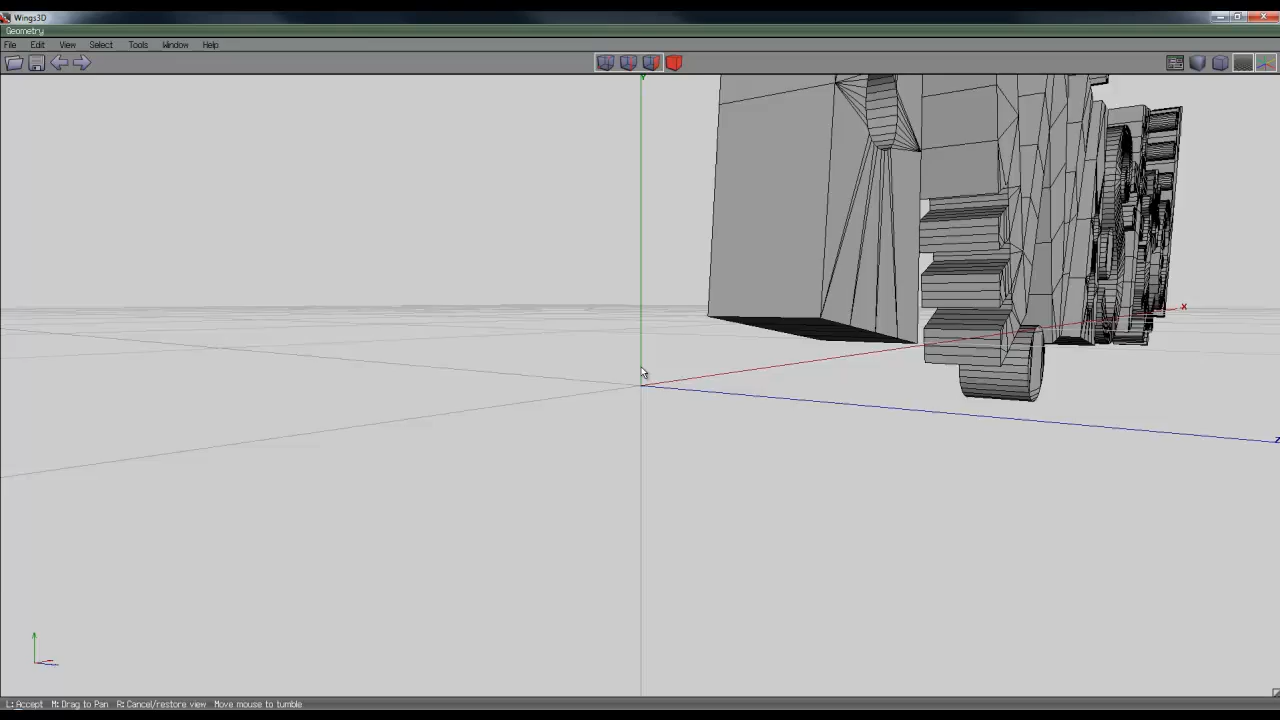 Wings3D
Geometry
File Edit View Select Tools Window Help
Y
X
Z
L: Accept M: Drag to Pan R: Cancel/restore view Move mouse to tumble